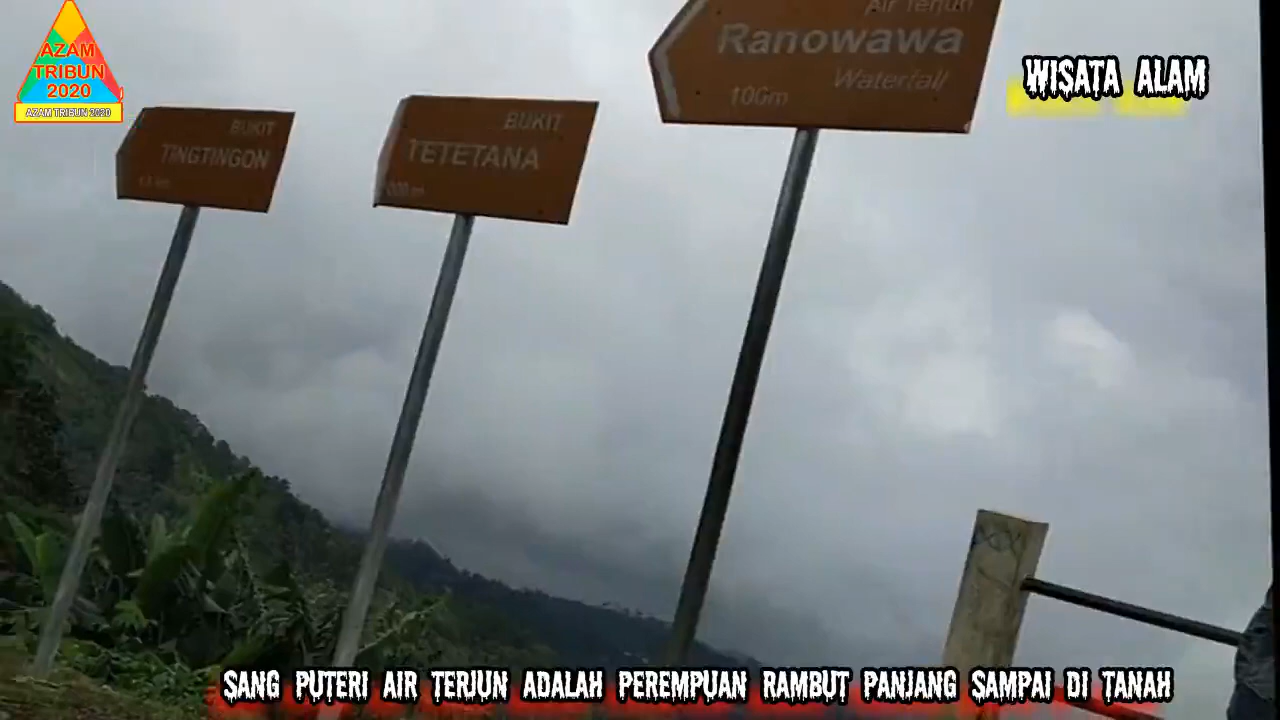 AZAM
TRIBUN
2020
AZAM TRIBUN 2020
BUKIT
TINGTINGON
BUKIT
TETETANA
Air Terjun
Ranowawa
Waterfall
100m
WISATA ALAM
SANG PUTERI AIR TERJUN ADALAH PEREMPUAN RAMBUT PANJANG SAMPAI DI TANAH